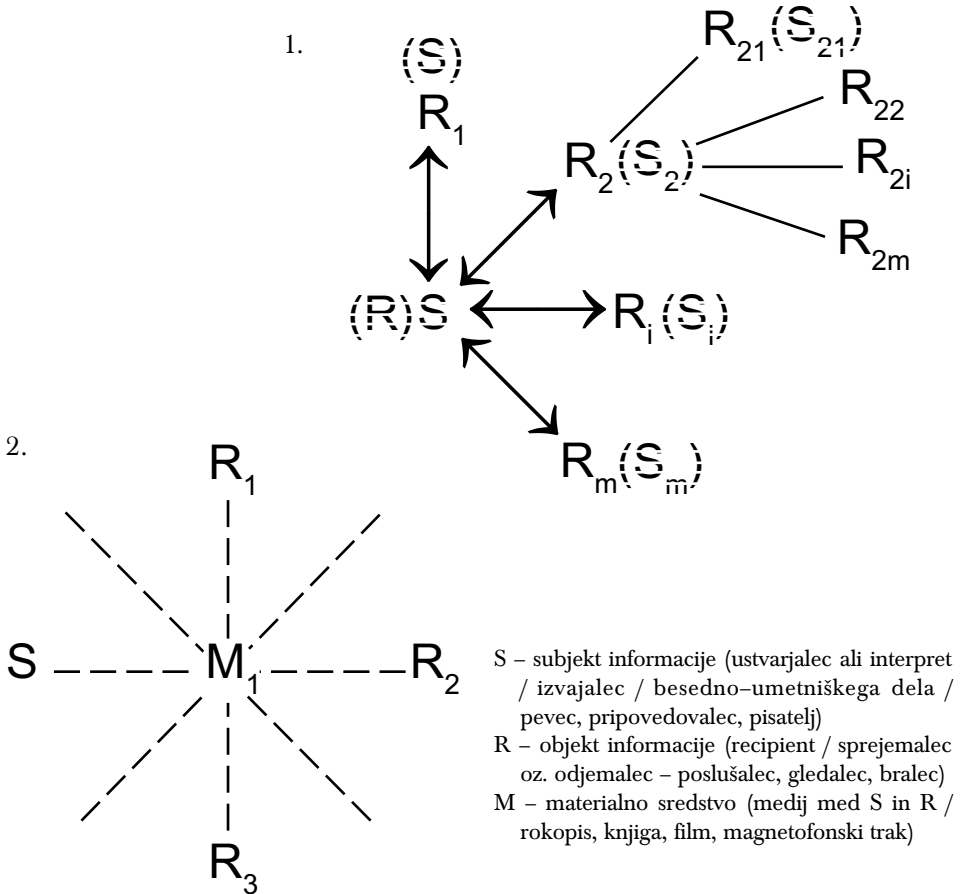 1.
(S)
R₁
R₂₁(S₂₁)
R₂₂
R₂(S₂)
R₂ᵢ
R₂ₘ
(R)S
Rᵢ(Sᵢ)
Rₘ(Sₘ)
2.
R₁
S
M₁
R₂
R₃
S – subjekt informacije (ustvarjalec ali interpret
/ izvajalec / besedno–umetniškega dela /
pevec, pripovedovalec, pisatelj)
R – objekt informacije (recipient / sprejemalec
oz. odjemalec – poslušalec, gledalec, bralec)
M – materialno sredstvo (medij med S in R /
rokopis, knjiga, film, magnetofonski trak)